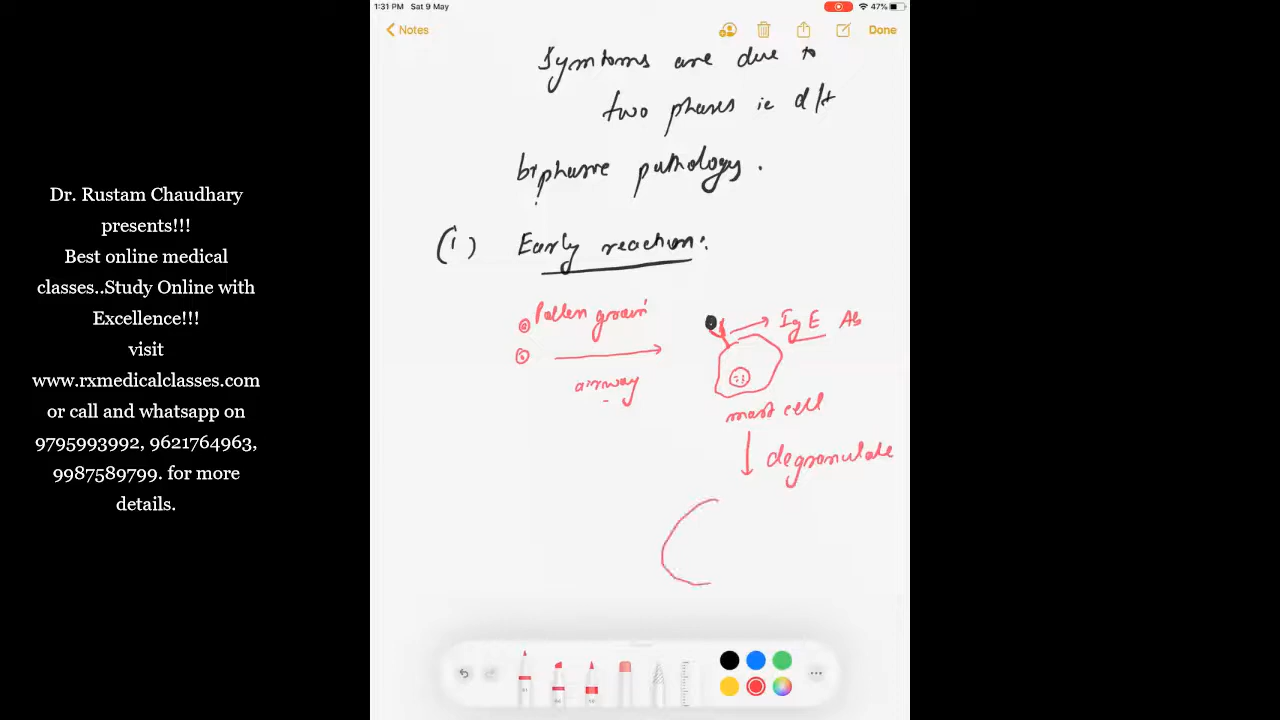 1:31 PM Sat 9 May
47%
Notes
Done
Symtoms are due to
two phases ie d/t
biphasic pathology.
(1) Early reaction:
Pollen grain
IgE Ab
airway
mast cell
degranulate
Dr. Rustam Chaudhary
presents!!!
Best online medical
classes..Study Online with
Excellence!!!
visit
www.rxmedicalclasses.com
or call and whatsapp on
9795993992, 9621764963,
9987589799. for more
details.